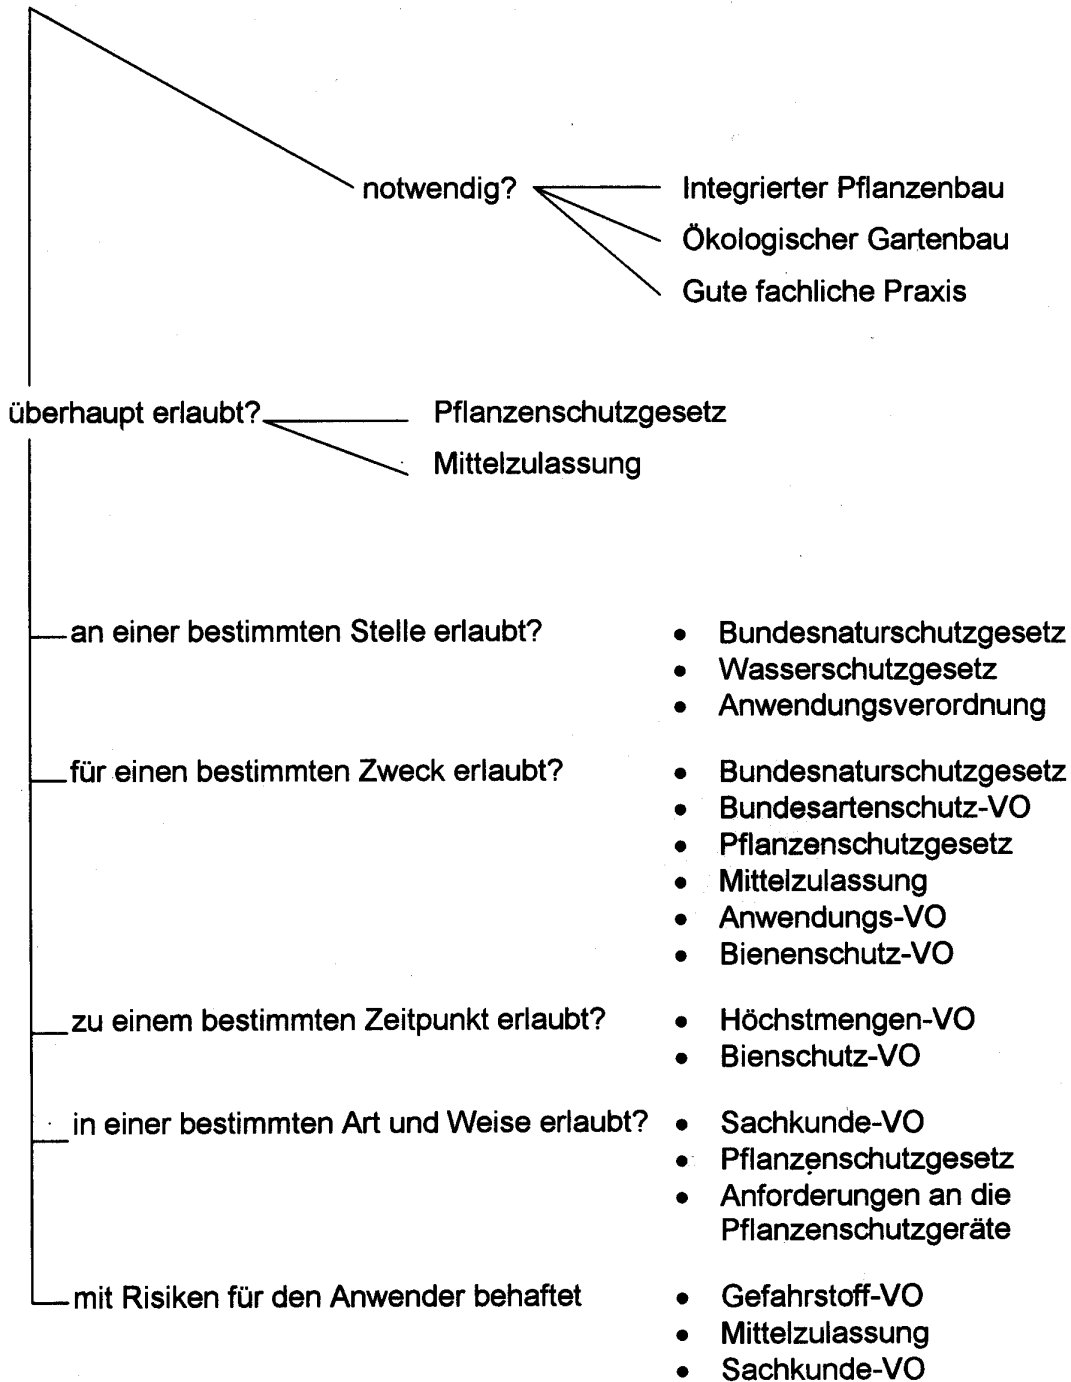 notwendig?
Integrierter Pflanzenbau
Ökologischer Gartenbau
Gute fachliche Praxis
überhaupt erlaubt?
Pflanzenschutzgesetz
Mittelzulassung
an einer bestimmten Stelle erlaubt?
• Bundesnaturschutzgesetz
• Wasserschutzgesetz
• Anwendungsverordnung
für einen bestimmten Zweck erlaubt?
• Bundesnaturschutzgesetz
• Bundesartenschutz-VO
• Pflanzenschutzgesetz
• Mittelzulassung
• Anwendungs-VO
• Bienenschutz-VO
zu einem bestimmten Zeitpunkt erlaubt?
• Höchstmengen-VO
• Bienschutz-VO
in einer bestimmten Art und Weise erlaubt?
• Sachkunde-VO
• Pflanzenschutzgesetz
• Anforderungen an die
Pflanzenschutzgeräte
mit Risiken für den Anwender behaftet
• Gefahrstoff-VO
• Mittelzulassung
• Sachkunde-VO